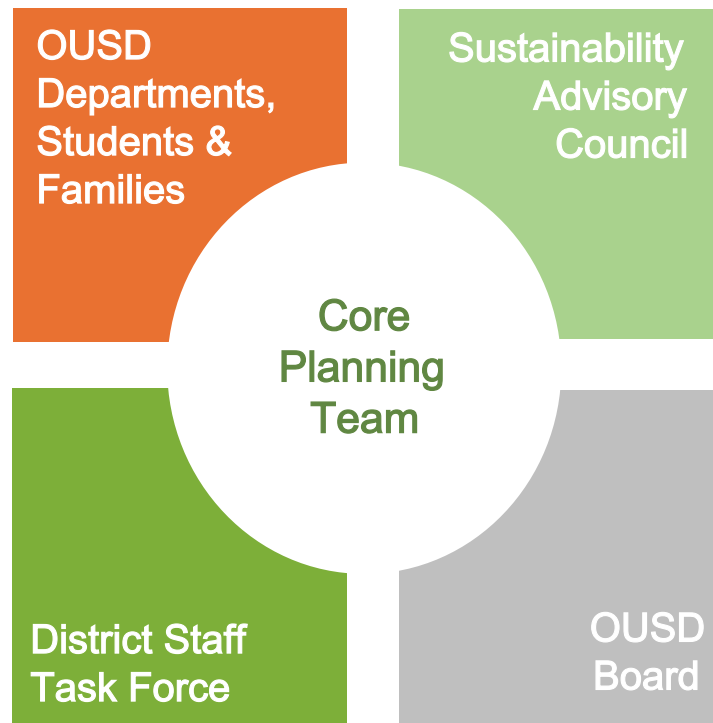 OUSD
Departments,
Students &
Families
Sustainability
Advisory
Council
Core
Planning
Team
District Staff
Task Force
OUSD
Board